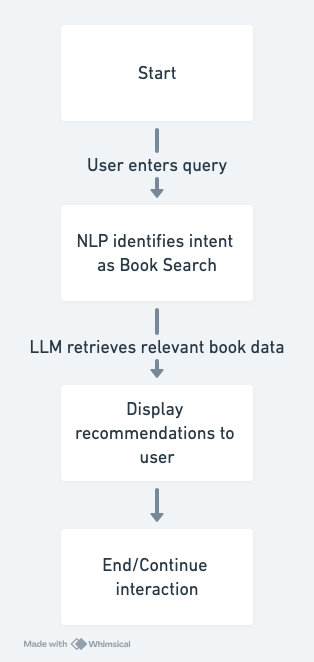 Start
User enters query
NLP identifies intent
as Book Search
LLM retrieves relevant book data
Display
recommendations to
user
End/Continue
interaction
Made with Whimsical